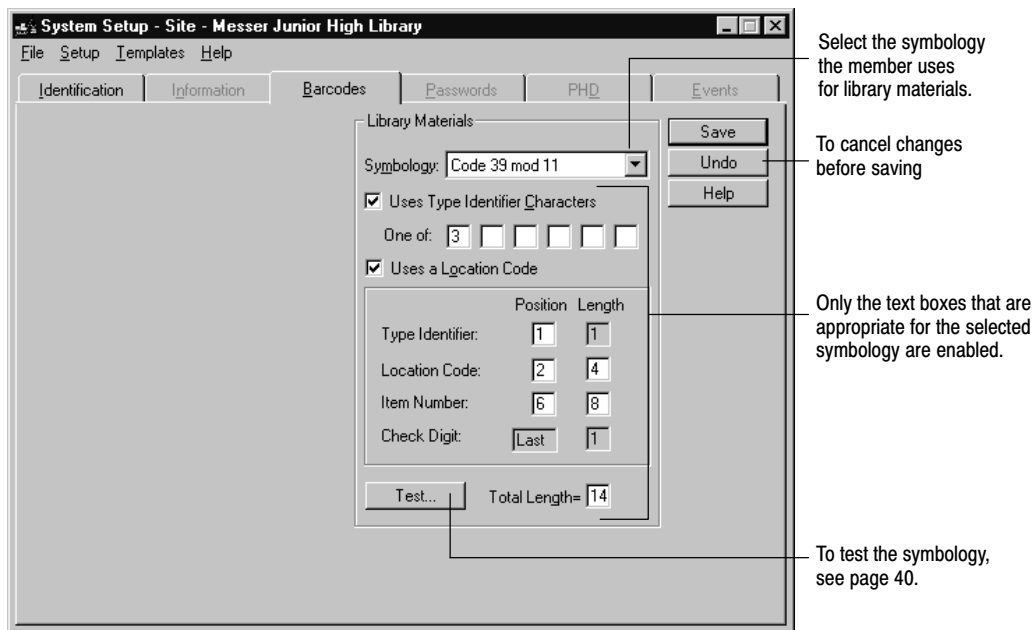 System Setup - Site - Messer Junior High Library
File Setup Templates Help
Identification Information Barcodes Passwords PHD Events
Library Materials
Symbology: Code 39 mod 11
Uses Type Identifier Characters
One of: 3
Uses a Location Code
Position Length
Type Identifier: 1 1
Location Code: 2 4
Item Number: 6 8
Check Digit: Last 1
Test... Total Length= 14
Save
Undo
Help
Select the symbology
the member uses
for library materials.
To cancel changes
before saving
Only the text boxes that are
appropriate for the selected
symbology are enabled.
To test the symbology,
see page 40.